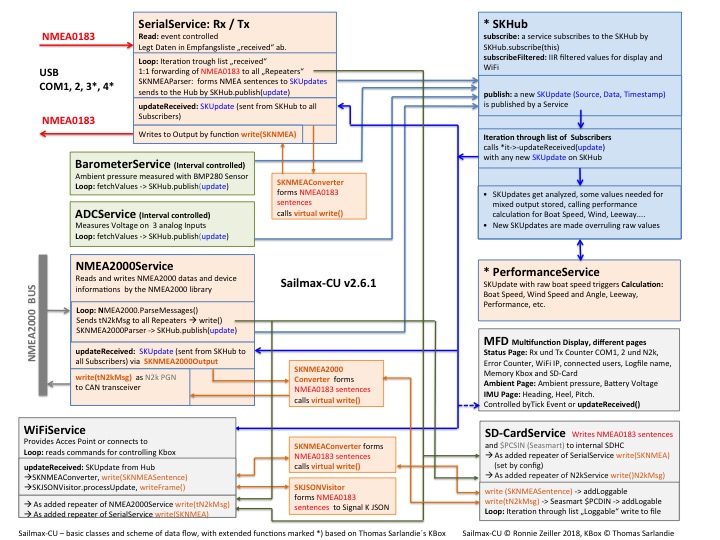 SerialService: Rx / Tx
Read: event controlled
Legt Daten in Empfangsliste „received“ ab.
Loop: Iteration trough list „received“
1:1 forwarding of NMEA0183 to all „Repeaters“
SKNMEAParser: forms NMEA sentences to SKUpdates
sends to the Hub by SKHub.publish(update)
updateReceived: SKUpdate (sent from SKHub to all
Subscribers)
Writes to Output by function write(SKNMEA)
NMEA0183
USB
COM1, 2, 3*, 4*
NMEA0183
* SKHub
subscribe: a service subscribes to the SKHub by
SKHub.subscribe(this)
subscribeFiltered: IIR filtered values for display and
WiFi
publish: a new SKUpdate (Source, Data, Timestamp)
is published by a Service
Iteration through list of Subscribers
calls *it->-updateReceived(update)
with any new SKUpdate on SKHub
• SKUpdates get analyzed, some values needed for
mixed output stored, calling performance
calculation for Boat Speed, Wind, Leeway....
• New SKUpdates are made overruling raw values
BarometerService (Interval controlled)
Ambient pressure measured with BMP280 Sensor
Loop: fetchValues -> SKHub.publish(update)
SKNMEAConverter
forms NMEA0183
sentences
calls virtual write()
ADCService (Interval controlled)
Measures Voltage on 3 analog Inputs
Loop: fetchValues -> SKHub.publish(update)
NMEA2000 BUS
NMEA2000Service
Reads and writes NMEA2000 datas and device
informations by the NMEA2000 library
Loop: NMEA2000.ParseMessages()
Sends tN2kMsg to all Repeaters → write()
SKNMEA2000Parser -> SKHub.publish(update)
updateReceived: SKUpdate (sent from SKHub to
all Subscribers) via SKNMEA2000Output
write(tN2kMsg) as N2k PGN
to CAN transceiver
Sailmax-CU v2.6.1
* PerformanceService
SKUpdate with raw boat speed triggers Calculation:
Boat Speed, Wind Speed and Angle, Leeway,
Performance, etc.
MFD Multifunction Display, different pages
Status Page: Rx und Tx Counter COM1, 2 und N2k,
Error Counter, WiFi IP, connected users, Logfile name,
Memory Kbox and SD-Card
Ambient Page: Ambient pressure, Battery Voltage
IMU Page: Heading, Heel, Pitch.
Controlled byTick Event or updateReceived()
SKNMEA2000
Converter forms
NMEA0183 sentences
calls virtual write()
WiFiService
Provides Acces Point or connects to
Loop: reads commands for controlling Kbox
updateReceived: SKUpdate from Hub
→SKNMEAConverter, write(SKNMEASentence)
→SKJSONVisitor.processUpdate, writeFrame()
→ As added repeater of NMEA2000Service write(tN2kMsg)
→ As added repeater of SerialService write(SKNMEA)
SKNMEAConverter forms
NMEA0183 sentences
calls virtual write()
SKJSONVisitor
forms NMEA0183
sentences to Signal K JSON
SD-CardService Writes NMEA0183 sentences
and $PCSIN (Seasmart) to internal SDHC
→ As added repeater of SerialService write(SKNMEA)
(set by config)
→ As added repeater of N2kService write()N2kMsg)
write (SKNMEASentence) -> addLoggable
write(tN2kMsg) -> Seasmart $PCDIN -> addLogable
Loop: Iteration through list „Loggable“ write to file
Sailmax-CU – basic classes and scheme of data flow, with extended functions marked *) based on Thomas Sarlandie`s KBox
Sailmax-CU © Ronnie Zeiller 2018, KBox © Thomas Sarlandie